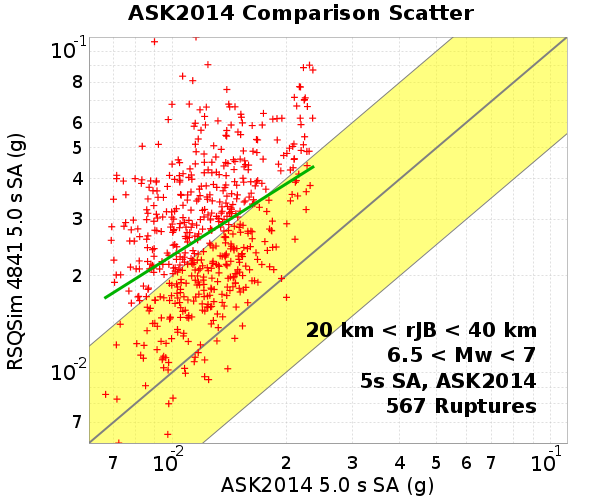 ASK2014 Comparison Scatter
10-1
8
6
5
4
3
2
10-2
7
RSQSim 4841 5.0 s SA (g)
20 km < rJB < 40 km
6.5 < Mw < 7
5s SA, ASK2014
567 Ruptures
7 10-2 2 3 4 5 6 7 10-1
ASK2014 5.0 s SA (g)